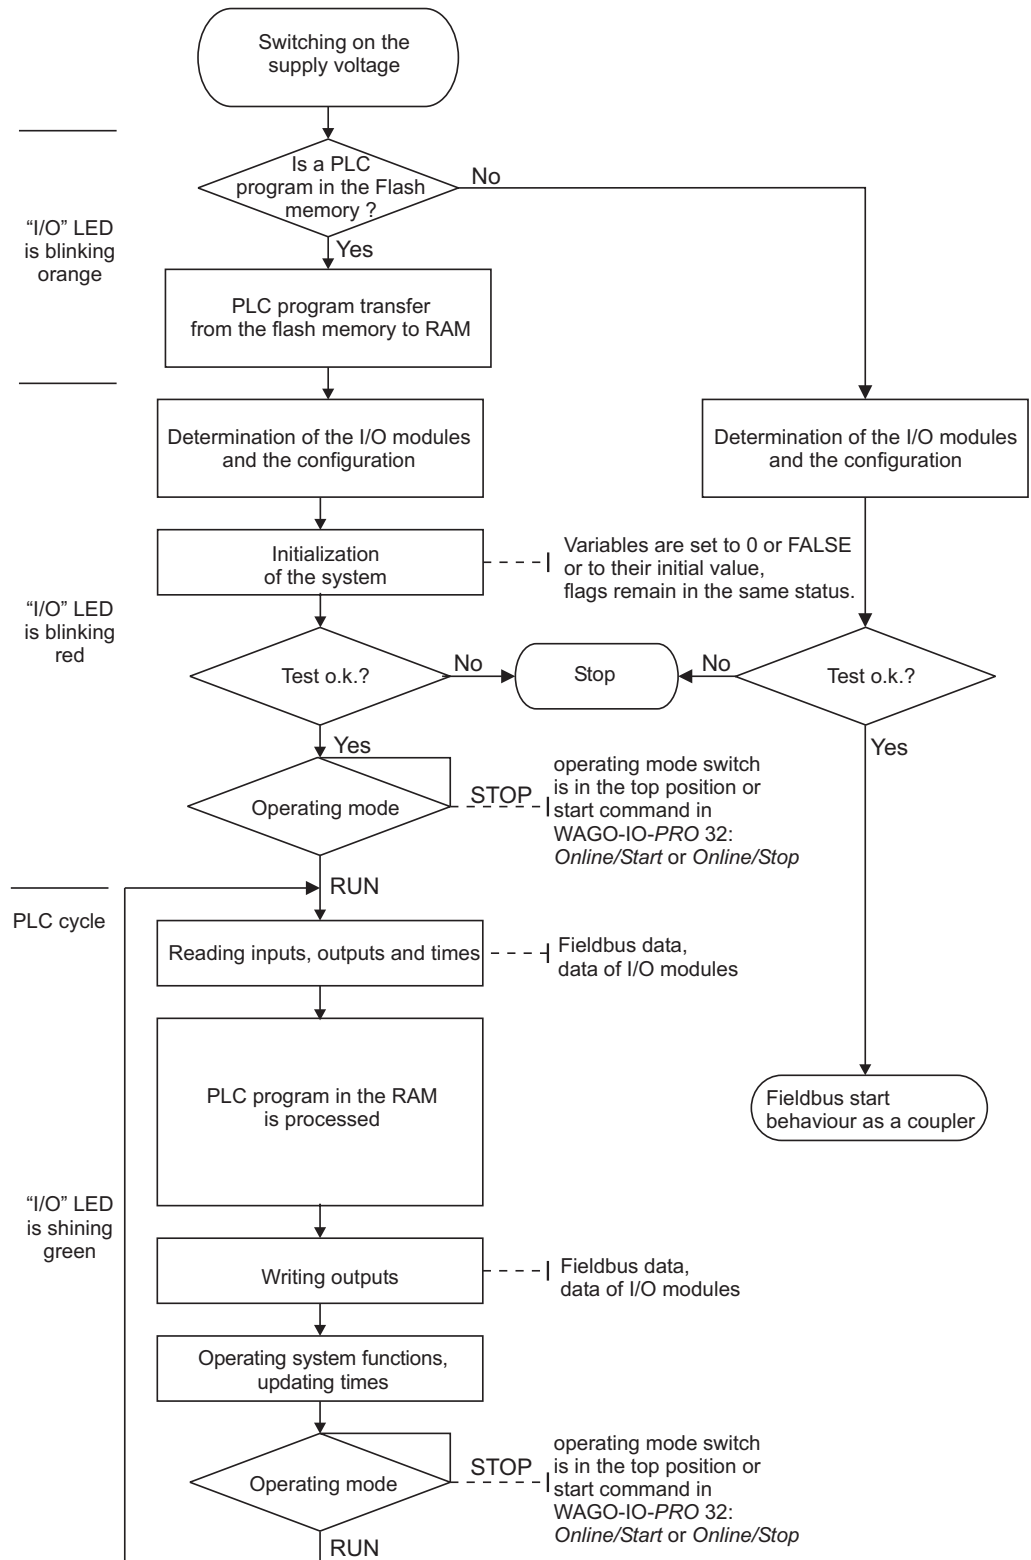 Switching on the
supply voltage
Is a PLC
program in the Flash
memory ?
No
“I/O” LED
is blinking
orange
Yes
PLC program transfer
from the flash memory to RAM
Determination of the I/O modules
and the configuration
Determination of the I/O modules
and the configuration
Initialization
of the system
Variables are set to 0 or FALSE
or to their initial value,
flags remain in the same status.
“I/O” LED
is blinking
red
Test o.k.?
No
Stop
No
Test o.k.?
Yes
Yes
Operating mode
STOP
operating mode switch
is in the top position or
start command in
WAGO-IO-PRO 32:
Online/Start or Online/Stop
RUN
PLC cycle
Reading inputs, outputs and times
Fieldbus data,
data of I/O modules
PLC program in the RAM
is processed
Fieldbus start
behaviour as a coupler
“I/O” LED
is shining
green
Writing outputs
Fieldbus data,
data of I/O modules
Operating system functions,
updating times
Operating mode
STOP
operating mode switch
is in the top position or
start command in
WAGO-IO-PRO 32:
Online/Start or Online/Stop
RUN